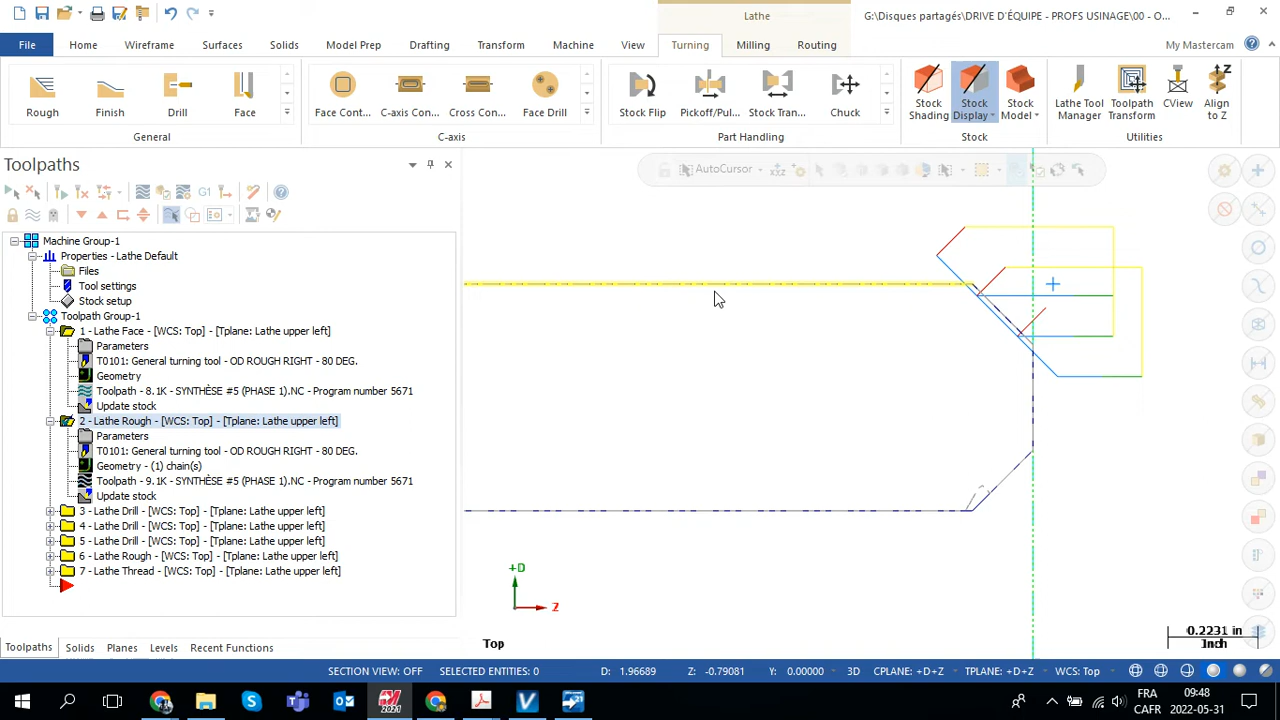 Lathe
G:\Disques partagés\DRIVE D'ÉQUIPE - PROFS USINAGE\00 - O...
File Home Wireframe Surfaces Solids Model Prep Drafting Transform Machine View Turning Milling Routing My Mastercam
Rough Finish Drill Face
General
Face Cont... C-axis Con... Cross Con... Face Drill
C-axis
Stock Flip Pickoff/Pul... Stock Tran... Chuck
Part Handling
Stock Shading Stock Display Stock Model
Stock
Lathe Tool Manager Toolpath Transform CView Align to Z
Utilities
Toolpaths
AutoCursor
G1
Machine Group-1
Properties - Lathe Default
Files
Tool settings
Stock setup
Toolpath Group-1
1 - Lathe Face - [WCS: Top] - [Tplane: Lathe upper left]
Parameters
T0101: General turning tool - OD ROUGH RIGHT - 80 DEG.
Geometry
Toolpath - 8.1K - SYNTHÈSE #5 (PHASE 1).NC - Program number 5671
Update stock
2 - Lathe Rough - [WCS: Top] - [Tplane: Lathe upper left]
Parameters
T0101: General turning tool - OD ROUGH RIGHT - 80 DEG.
Geometry - (1) chain(s)
Toolpath - 9.1K - SYNTHÈSE #5 (PHASE 1).NC - Program number 5671
Update stock
3 - Lathe Drill - [WCS: Top] - [Tplane: Lathe upper left]
4 - Lathe Drill - [WCS: Top] - [Tplane: Lathe upper left]
5 - Lathe Drill - [WCS: Top] - [Tplane: Lathe upper left]
6 - Lathe Rough - [WCS: Top] - [Tplane: Lathe upper left]
7 - Lathe Thread - [WCS: Top] - [Tplane: Lathe upper left]
+D
Z
Top
0.2231 in
Inch
Toolpaths Solids Planes Levels Recent Functions
SECTION VIEW: OFF SELECTED ENTITIES: 0 D: 1.96689 Z: -0.79081 Y: 0.00000 3D CPLANE: +D+Z TPLANE: +D+Z WCS: Top
2021
21
FRA
CAFR
09:48
2022-05-31